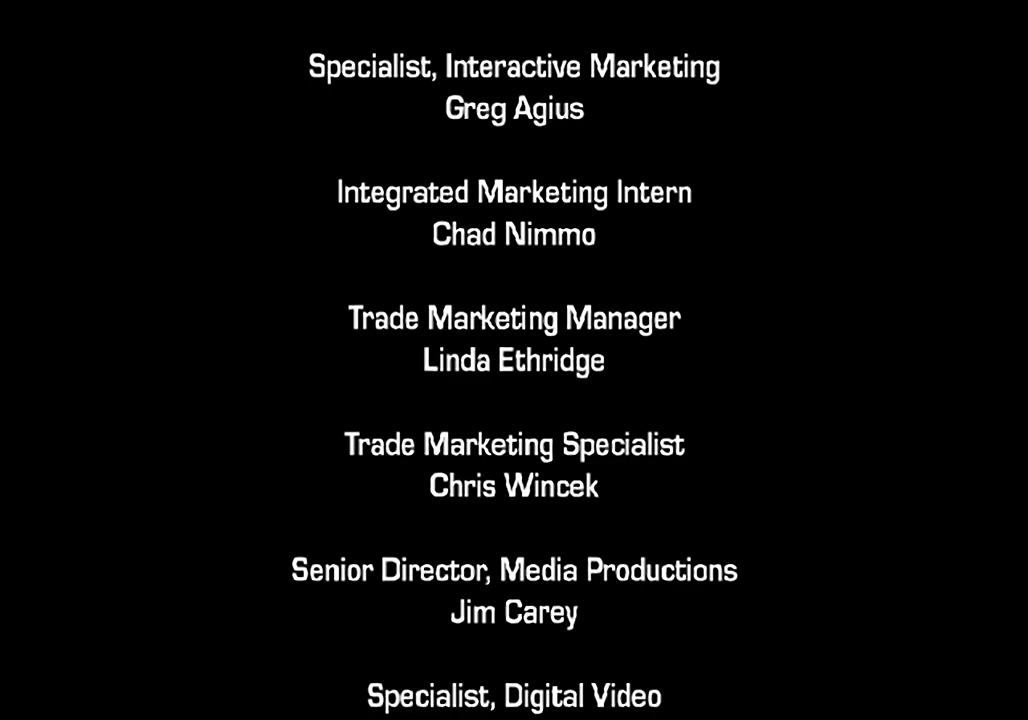 Specialist, Interactive Marketing
Greg Agius
Integrated Marketing Intern
Chad Nimmo
Trade Marketing Manager
Linda Ethridge
Trade Marketing Specialist
Chris Wincek
Senior Director, Media Productions
Jim Carey
Specialist, Digital Video